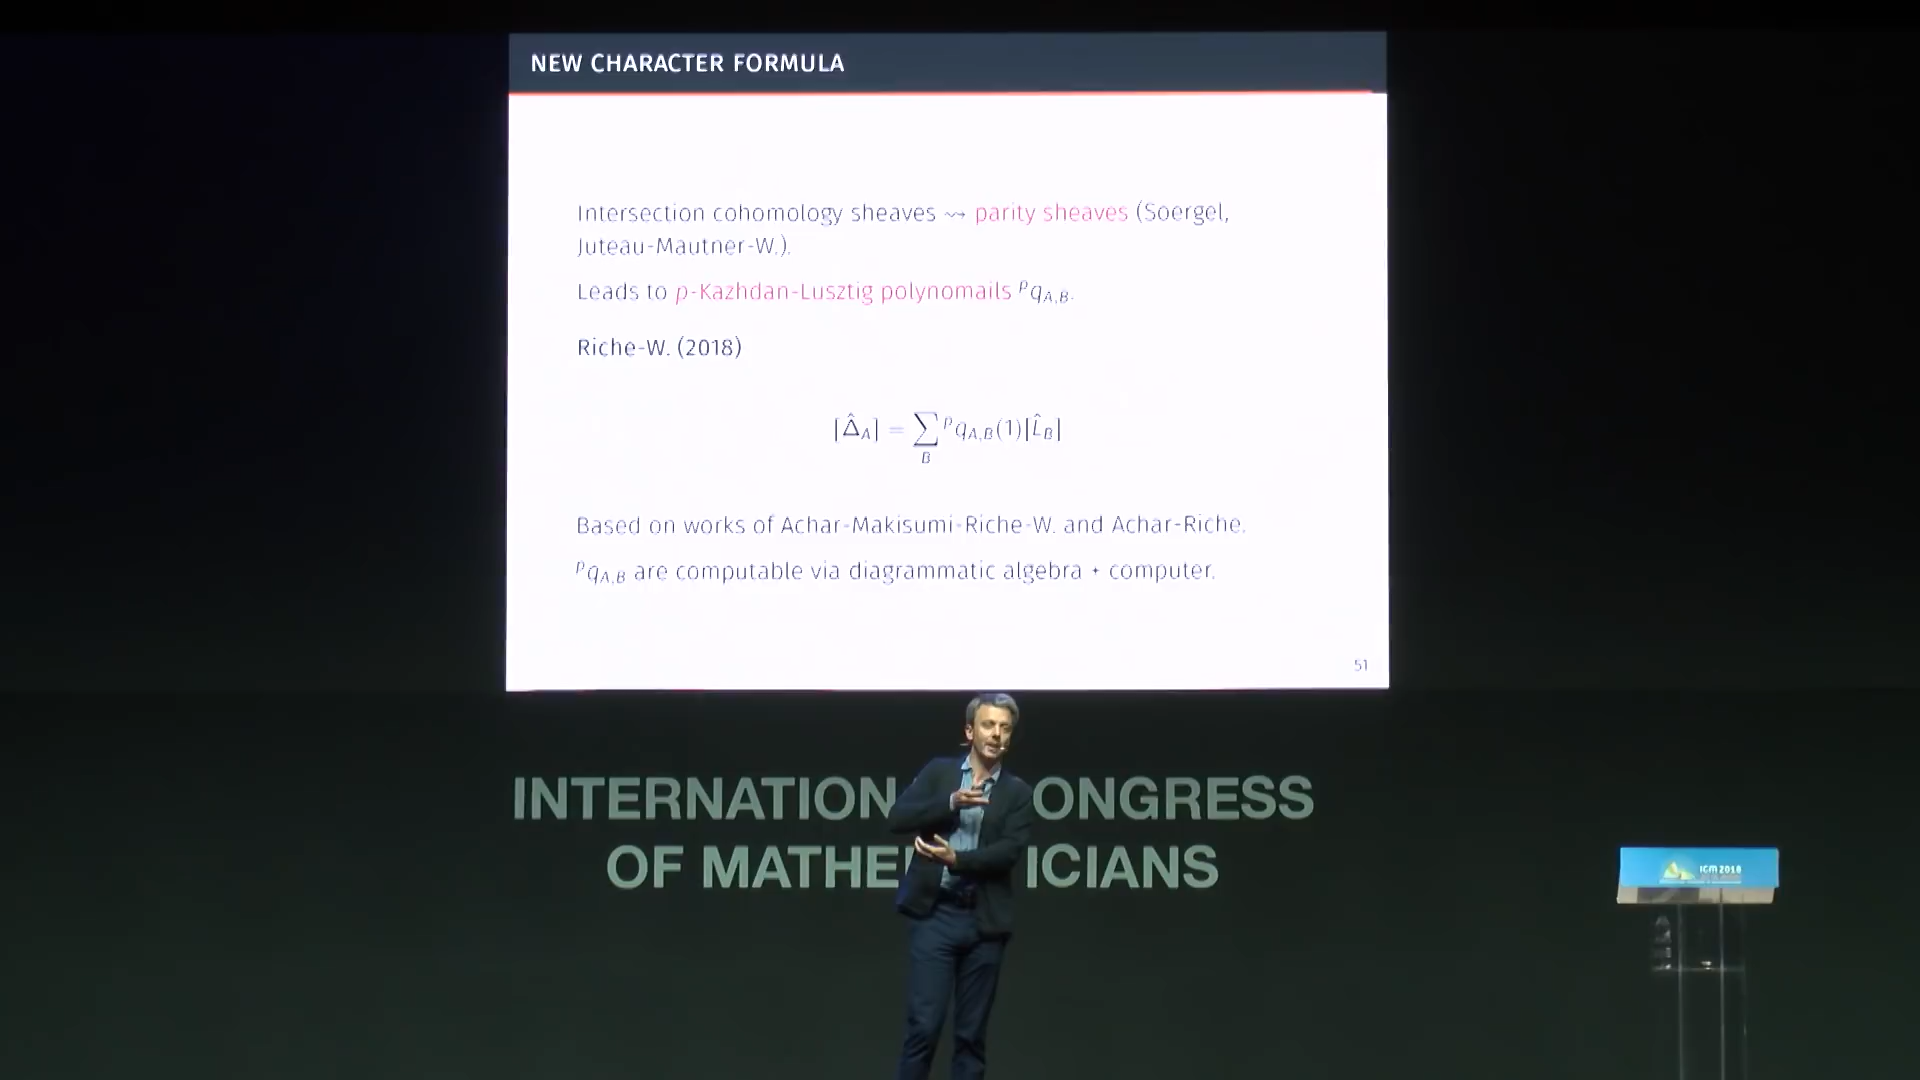 NEW CHARACTER FORMULA
Intersection cohomology sheaves ⇝ parity sheaves (Soergel,
Juteau-Mautner-W.).
Leads to p-Kazhdan-Lusztig polynomails ᵖq_{A,B}.
Riche-W. (2018)
[Δ̂_A] = ∑_B ᵖq_{A,B}(1)[L̂_B]
Based on works of Achar-Makisumi-Riche-W. and Achar-Riche.
ᵖq_{A,B} are computable via diagrammatic algebra + computer.
51
INTERNATION ONGRESS
OF MATHE ICIANS
ICM 2018